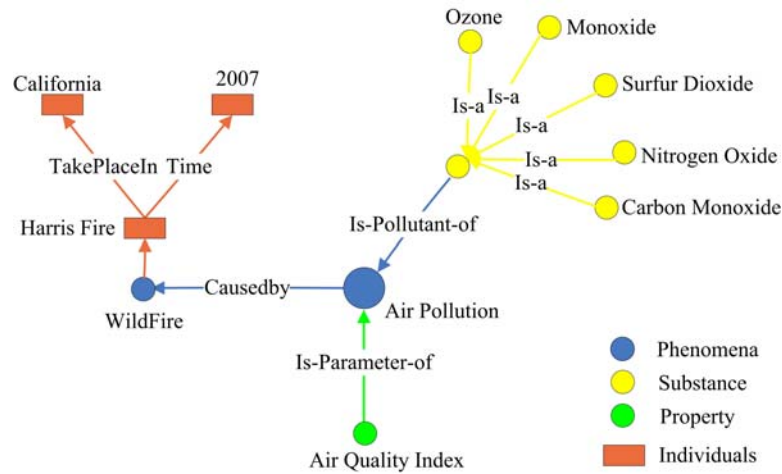 Ozone
Monoxide
California
2007
Surfur Dioxide
Is-a
Is-a
Is-a
Nitrogen Oxide
Is-a
Is-a
TakePlaceIn
Time
Carbon Monoxide
Harris Fire
Is-Pollutant-of
Causedby
WildFire
Air Pollution
Phenomena
Is-Parameter-of
Substance
Property
Air Quality Index
Individuals